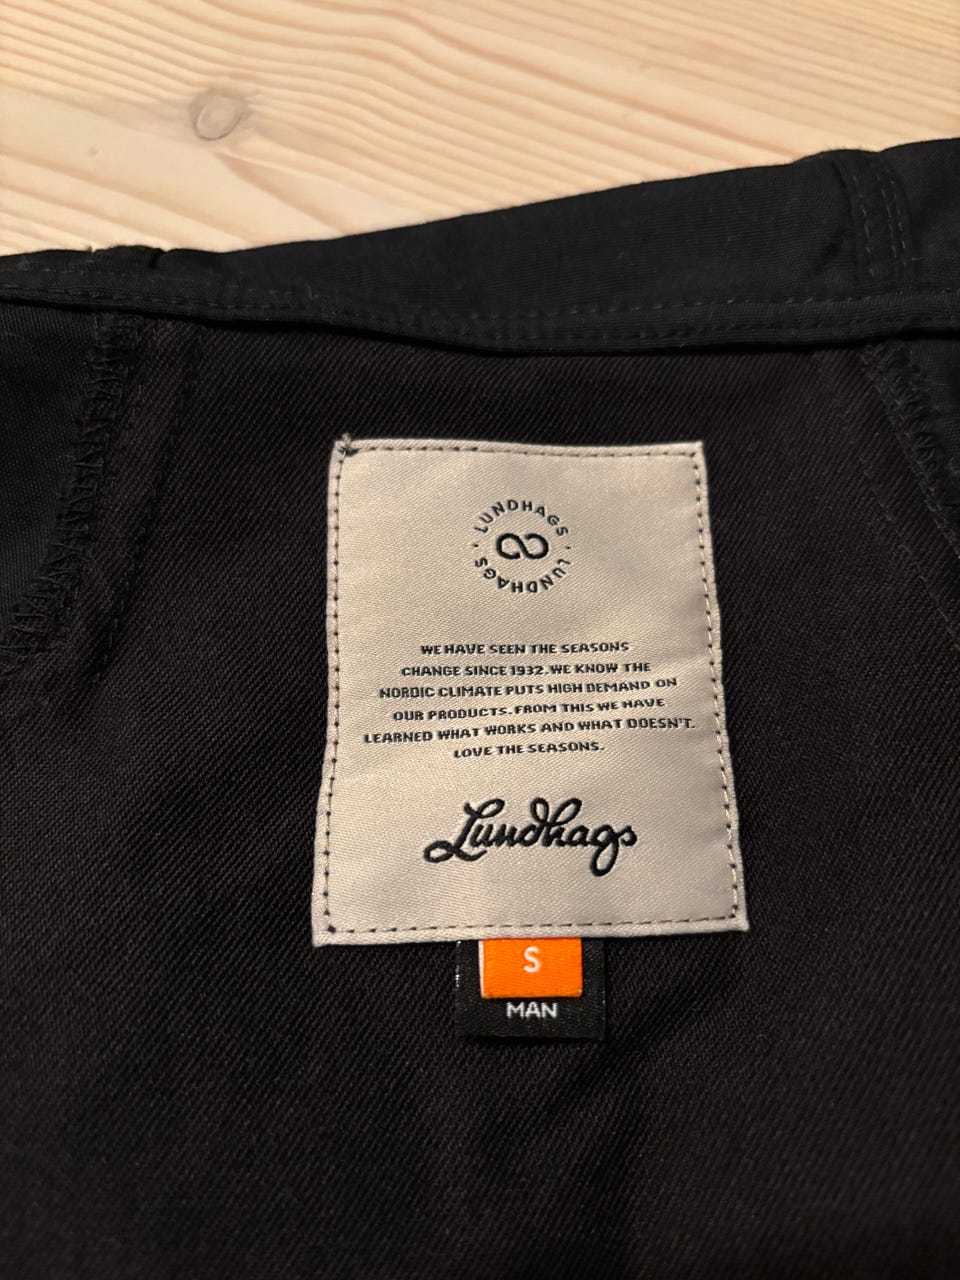 LUNDHAGS · LUNDHAGS ·
WE HAVE SEEN THE SEASONS
CHANGE SINCE 1932. WE KNOW THE
NORDIC CLIMATE PUTS HIGH DEMAND ON
OUR PRODUCTS. FROM THIS WE HAVE
LEARNED WHAT WORKS AND WHAT DOESN'T.
LOVE THE SEASONS.
Lundhags
S
MAN